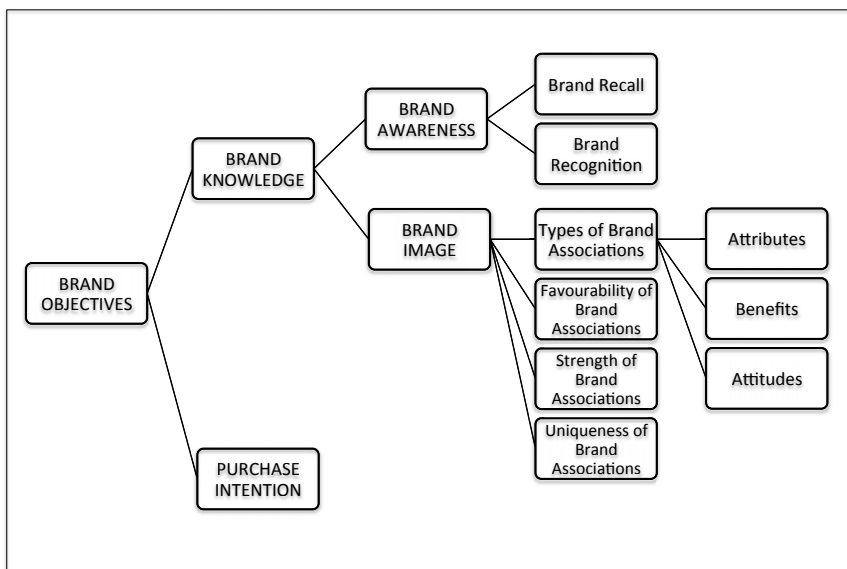 BRAND
OBJECTIVES
BRAND
KNOWLEDGE
PURCHASE
INTENTION
BRAND
AWARENESS
BRAND
IMAGE
Brand Recall
Brand
Recognition
Types of Brand
Associations
Favourability of
Brand
Associations
Strength of
Brand
Associations
Uniqueness of
Brand
Associations
Attributes
Benefits
Attitudes